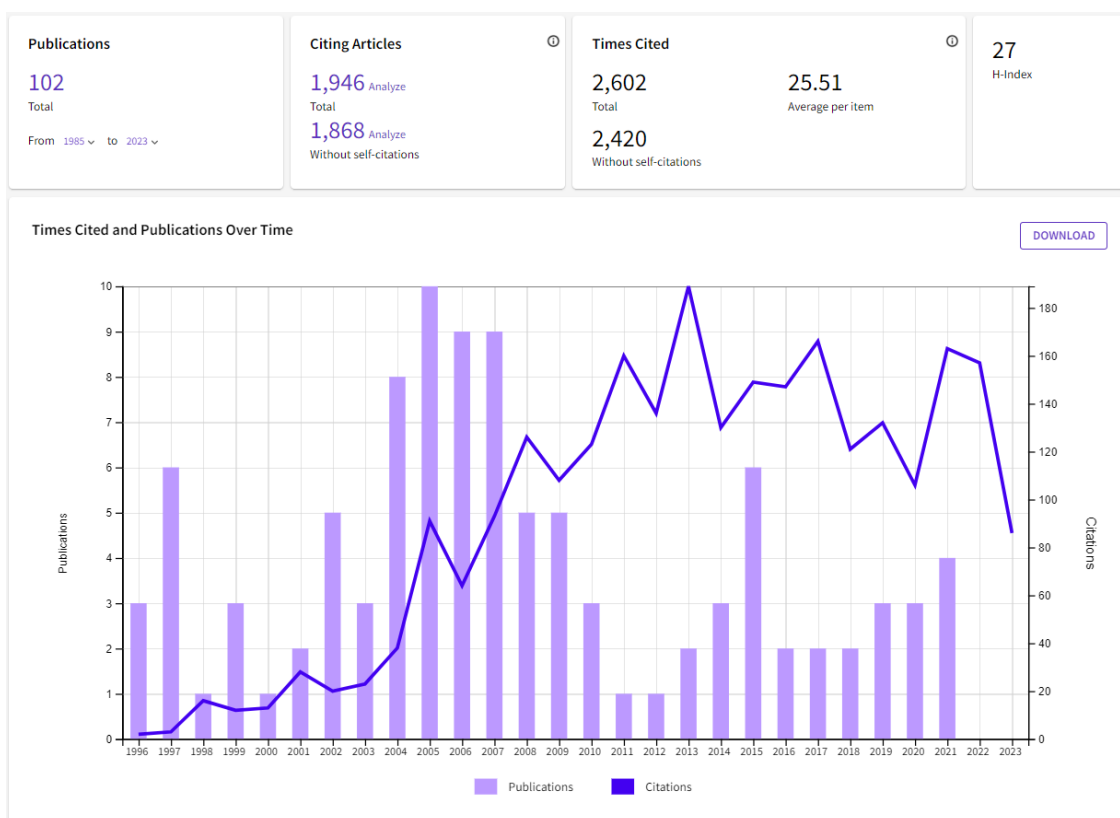 Publications
102
Total
From 1985 to 2023
Citing Articles
1,946 Analyze
Total
1,868 Analyze
Without self-citations
Times Cited
2,602
Total
25.51
Average per item
2,420
Without self-citations
27
H-Index
Times Cited and Publications Over Time
DOWNLOAD
10
9
8
7
6
5
4
3
2
1
0
Publications
180
160
140
120
100
80
60
40
20
0
Citations
1996 1997 1998 1999 2000 2001 2002 2003 2004 2005 2006 2007 2008 2009 2010 2011 2012 2013 2014 2015 2016 2017 2018 2019 2020 2021 2022 2023
Publications Citations